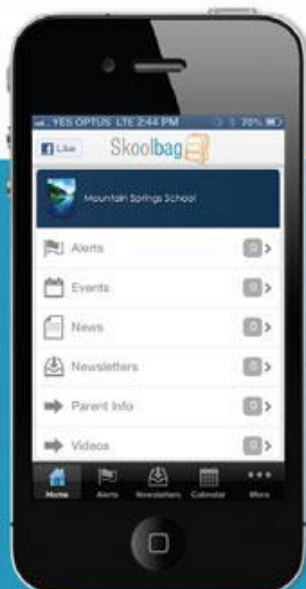 YES OPTUS LTE 2:44 PM 70%
Like Skoolbag
Mountain Springs School
Alerts 0
Events 0
News 0
Newsletters 0
Parent Info 0
Videos 0
Home Alerts Newsletters Calendar More